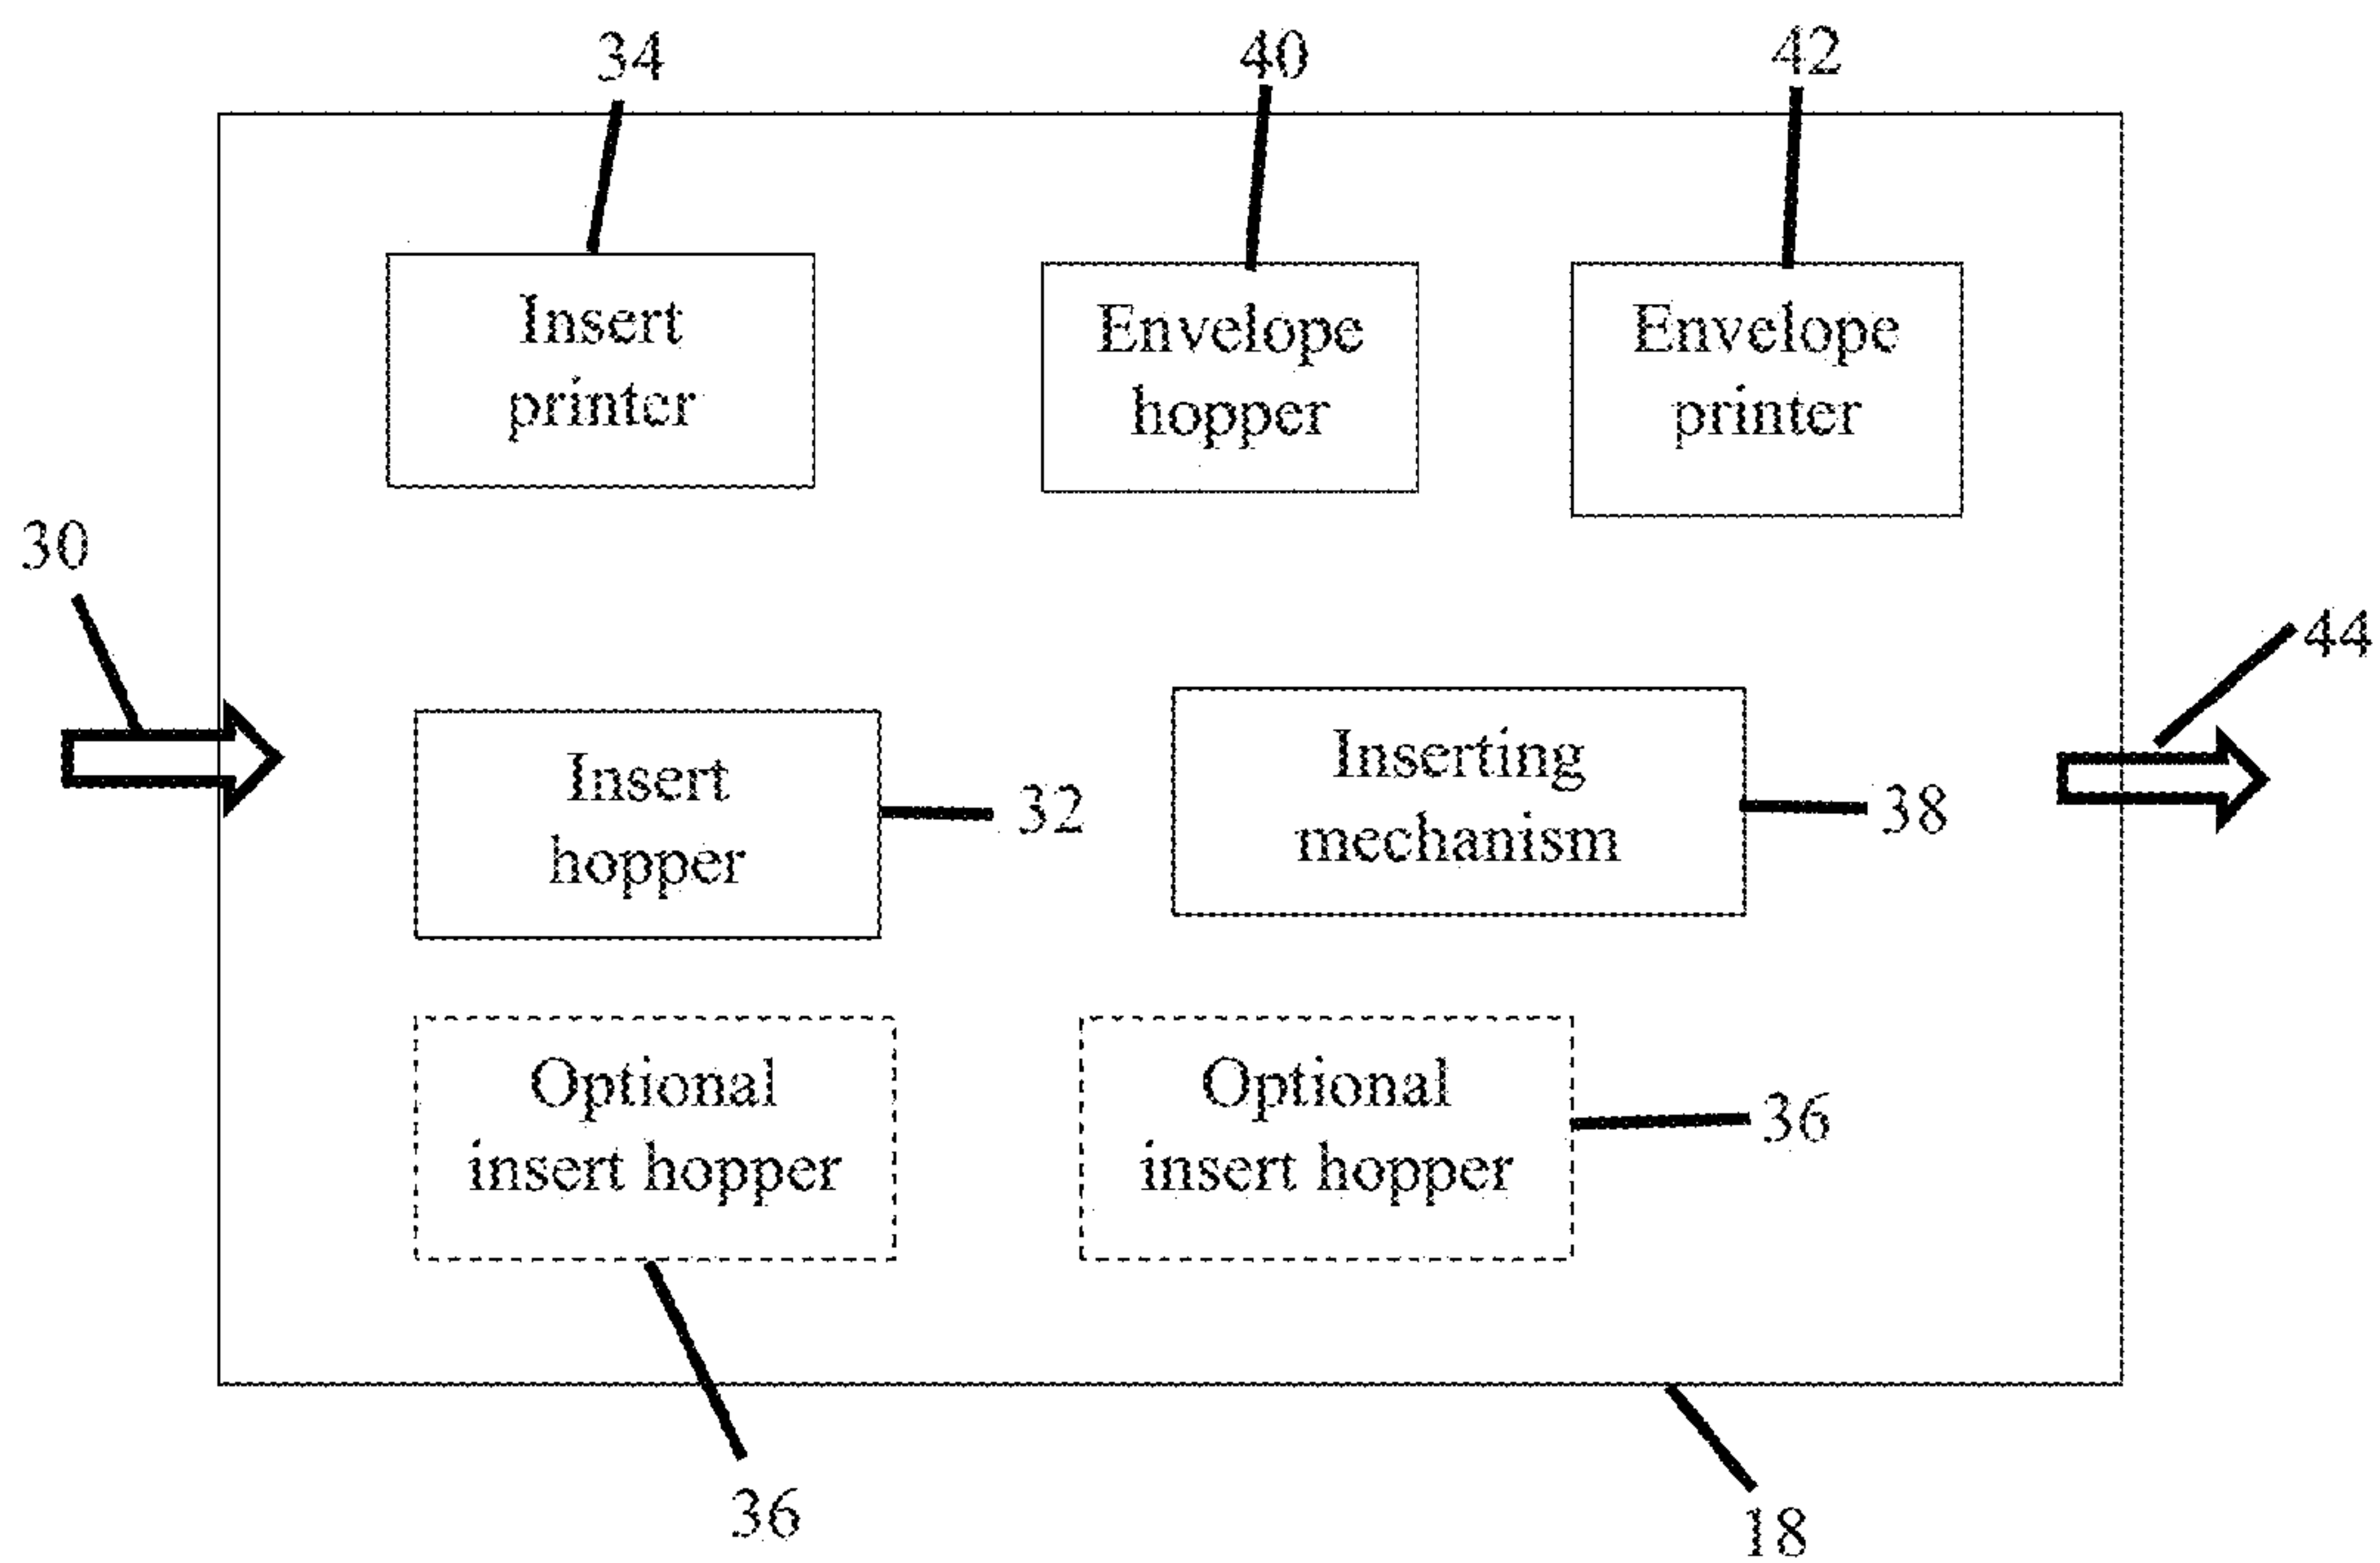 34
40
42
Insert
printer
Envelope
hopper
Envelope
printer
30
44
Insert
hopper
32
Inserting
mechanism
38
Optional
insert hopper
Optional
insert hopper
36
36
18